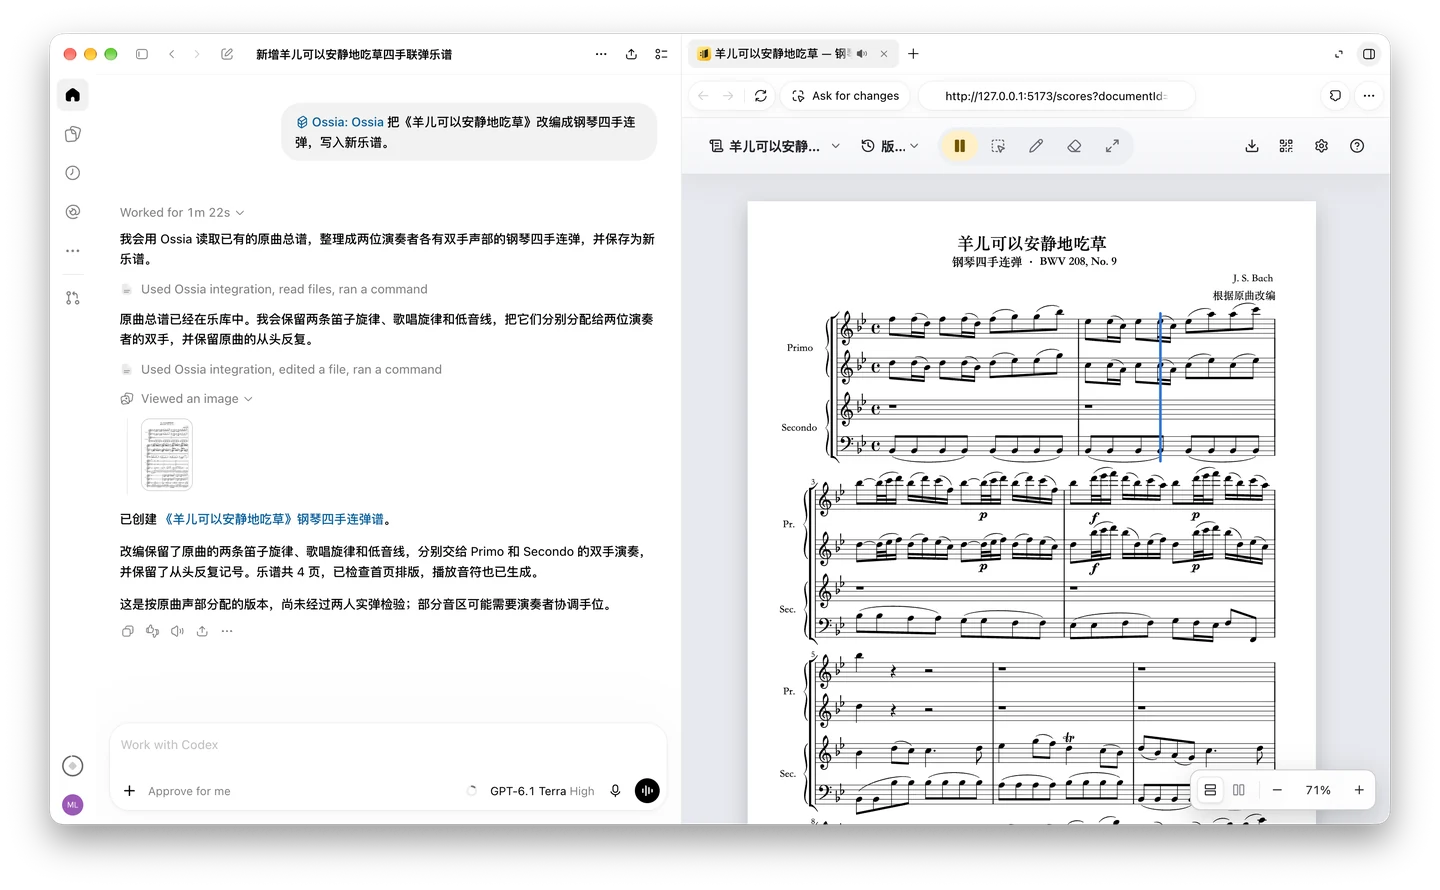 新增羊儿可以安静地吃草四手联弹乐谱
Ossia: Ossia 把《羊儿可以安静地吃草》改编成钢琴四手连
弹，写入新乐谱。
Worked for 1m 22s
我会用 Ossia 读取已有的原曲总谱，整理成两位演奏者各有双手声部的钢琴四手连弹，并保存为新
乐谱。
Used Ossia integration, read files, ran a command
原曲总谱已经在乐库中。我会保留两条笛子旋律、歌唱旋律和低音线，把它们分别分配给两位演奏
者的双手，并保留原曲的从头反复。
Used Ossia integration, edited a file, ran a command
Viewed an image
已创建 《羊儿可以安静地吃草》钢琴四手连弹谱。
改编保留了原曲的两条笛子旋律、歌唱旋律和低音线，分别交给 Primo 和 Secondo 的双手演奏，
并保留了从头反复记号。乐谱共 4 页，已检查首页排版，播放音符也已生成。
这是按原曲声部分配的版本，尚未经过两人实弹检验；部分音区可能需要演奏者协调手位。
Work with Codex
Approve for me
GPT-6.1 Terra High
ML
羊儿可以安静地吃草 — 钢
Ask for changes
http://127.0.0.1:5173/scores?documentId=
羊儿可以安静...
版...
羊儿可以安静地吃草
钢琴四手连弹 · BWV 208, No. 9
J. S. Bach
根据原曲改编
Primo
Secondo
3
Pr.
p
f
p
p
f
p
Sec.
5
Pr.
tr
Sec.
8
71%